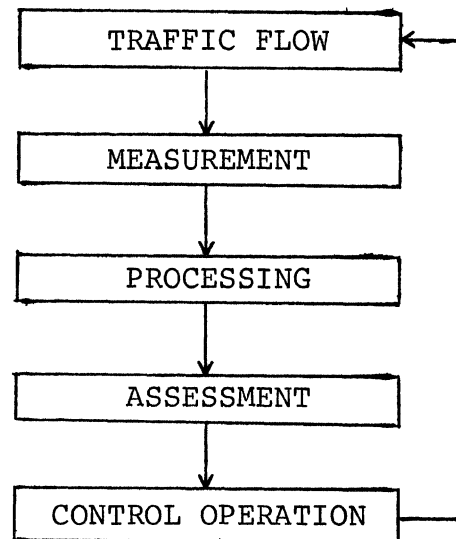 TRAFFIC FLOW
MEASUREMENT
PROCESSING
ASSESSMENT
CONTROL OPERATION